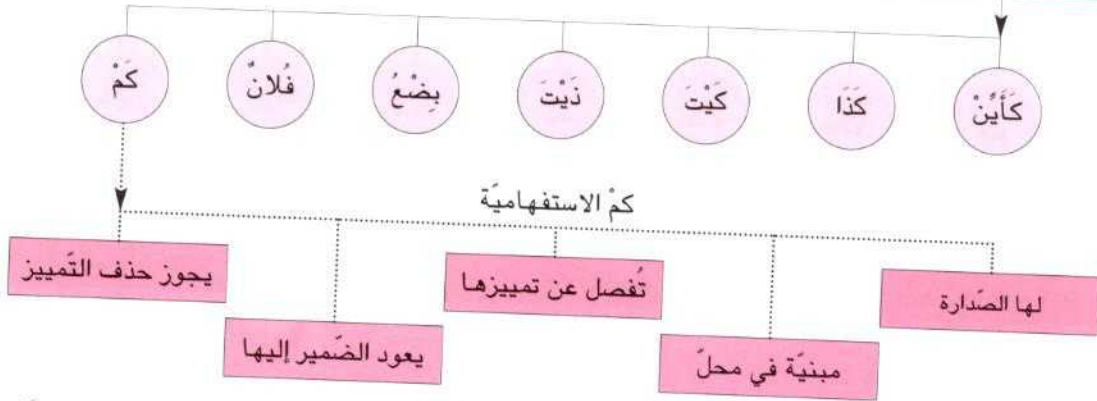 كَأَيِّنْ
كَذَا
كَيْتَ
ذَيْتَ
بِضْعُ
فُلانٌ
كَمْ
كمْ الاستفهاميَّة
لها الصّدارة
مبنيّة في محلّ
تُفصل عن تمييزها
يعود الضّمير إليها
يجوز حذف التّمييز